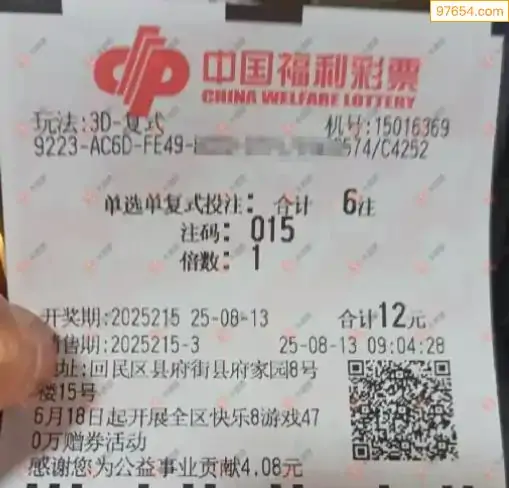 97654.com
中国福利彩票
CHINA WELFARE LOTTERY
玩法:3D-复式 机号:15016369
9223-AC6D-FE49- 574/C4252
单选单复式投注: 合计 6注
注码: 015
倍数: 1
开奖期:2025215 25-08-13 合计12元
售期:2025215-3 25-08-13 09:04:28
址:回民区县府街县府家园8号
楼15号
6月18日起开展全区快乐8游戏47
0万赠券活动
感谢您为公益事业贡献4.08元